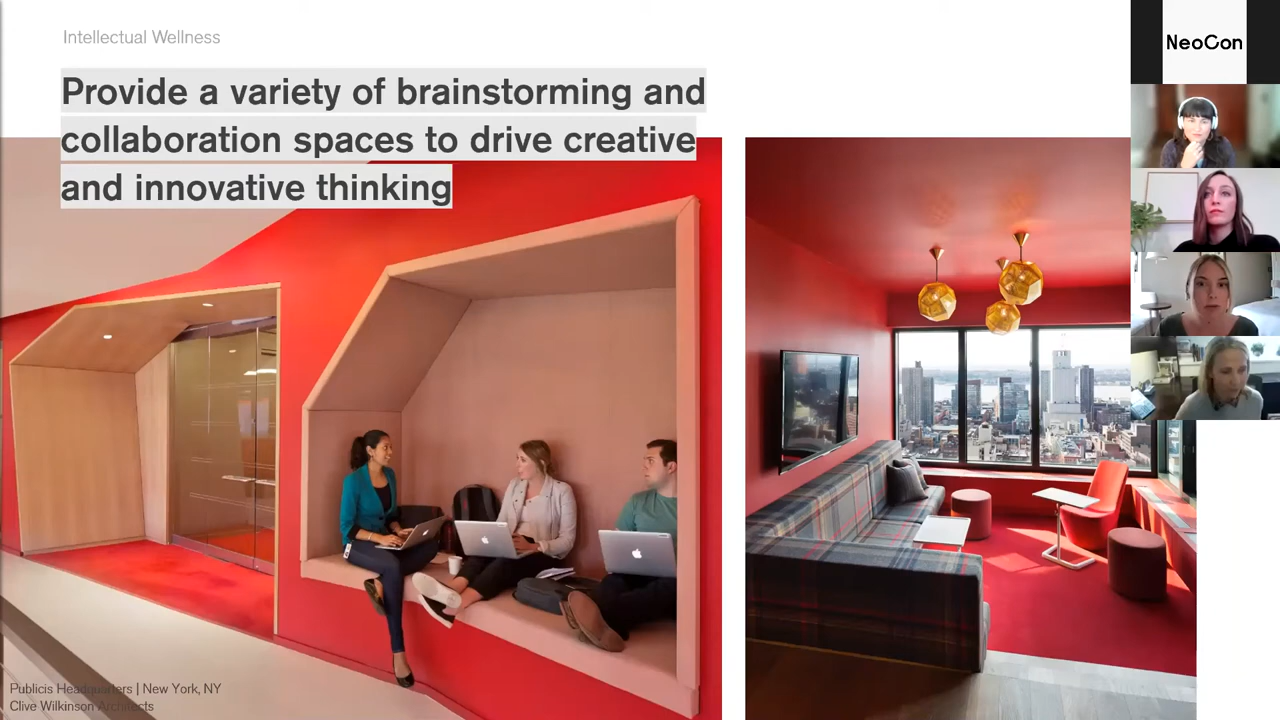 Intellectual Wellness
Provide a variety of brainstorming and
collaboration spaces to drive creative
and innovative thinking
NeoCon
Publicis Headquarters | New York, NY
Clive Wilkinson Architects